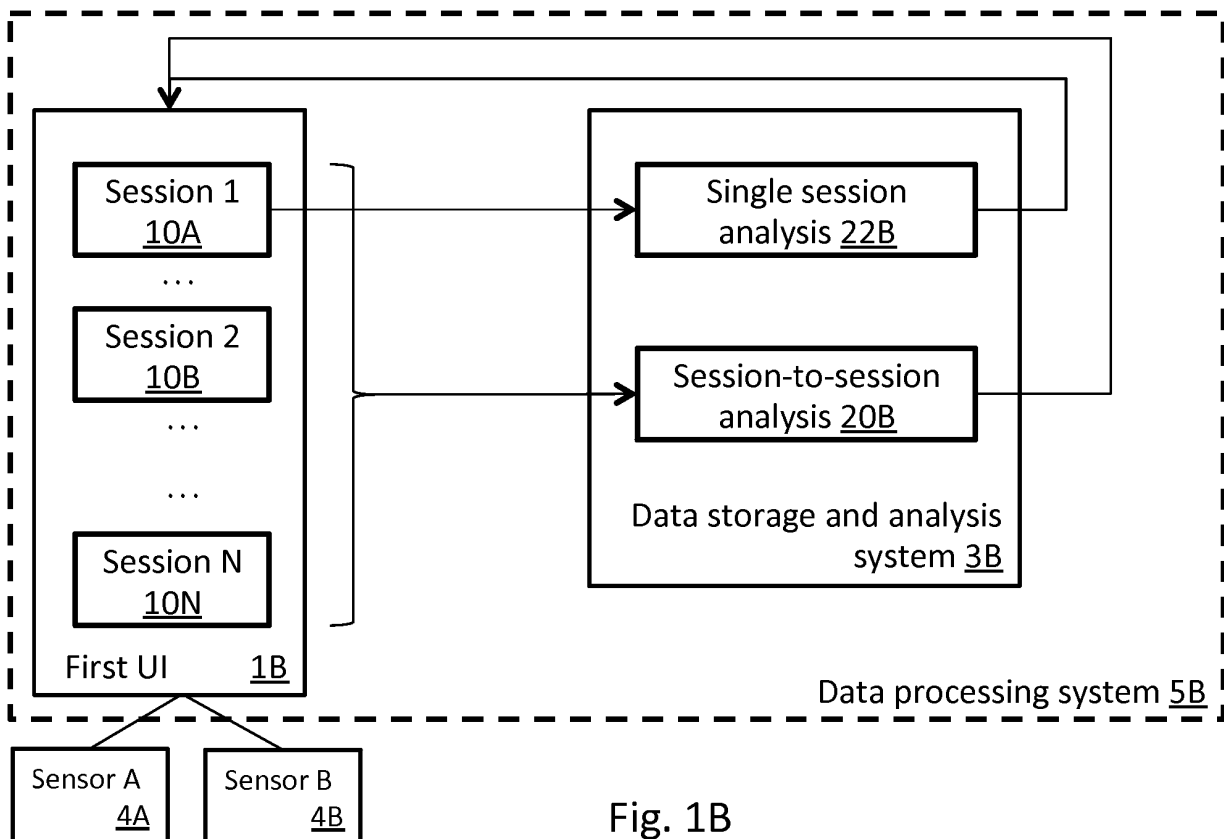 Session 1
10A
...
Session 2
10B
...
...
Session N
10N
First UI 1B
Single session
analysis 22B
Session-to-session
analysis 20B
Data storage and analysis
system 3B
Data processing system 5B
Sensor A
4A
Sensor B
4B
Fig. 1B